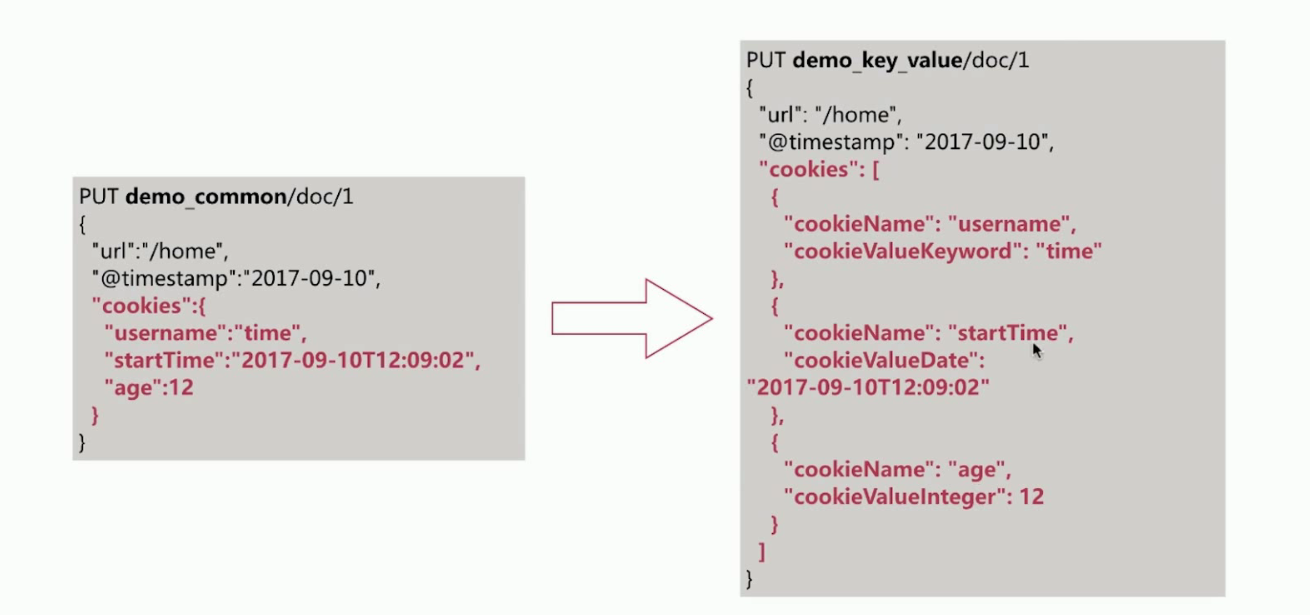 PUT demo_common/doc/1
{
"url":"/home",
"@timestamp":"2017-09-10",
"cookies":{
"username":"time",
"startTime":"2017-09-10T12:09:02",
"age":12
}
}
PUT demo_key_value/doc/1
{
"url": "/home",
"@timestamp": "2017-09-10",
"cookies": [
{
"cookieName": "username",
"cookieValueKeyword": "time"
},
{
"cookieName": "startTime",
"cookieValueDate":
"2017-09-10T12:09:02"
},
{
"cookieName": "age",
"cookieValueInteger": 12
}
]
}